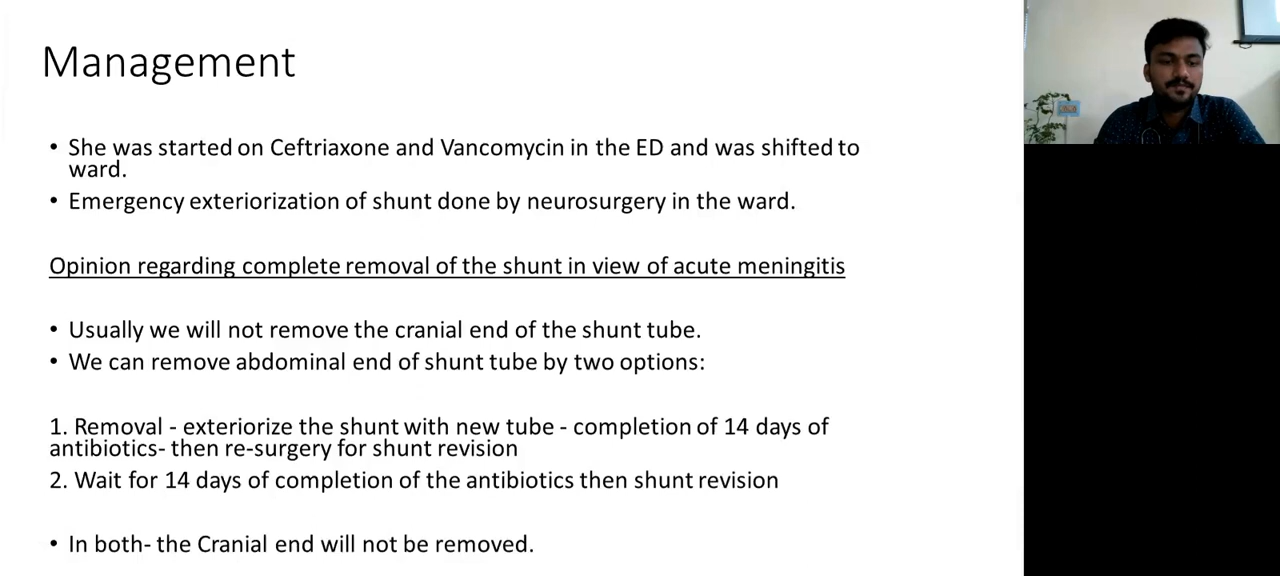 Management
• She was started on Ceftriaxone and Vancomycin in the ED and was shifted to
ward.
• Emergency exteriorization of shunt done by neurosurgery in the ward.
Opinion regarding complete removal of the shunt in view of acute meningitis
• Usually we will not remove the cranial end of the shunt tube.
• We can remove abdominal end of shunt tube by two options:
1. Removal - exteriorize the shunt with new tube - completion of 14 days of
antibiotics- then re-surgery for shunt revision
2. Wait for 14 days of completion of the antibiotics then shunt revision
• In both- the Cranial end will not be removed.